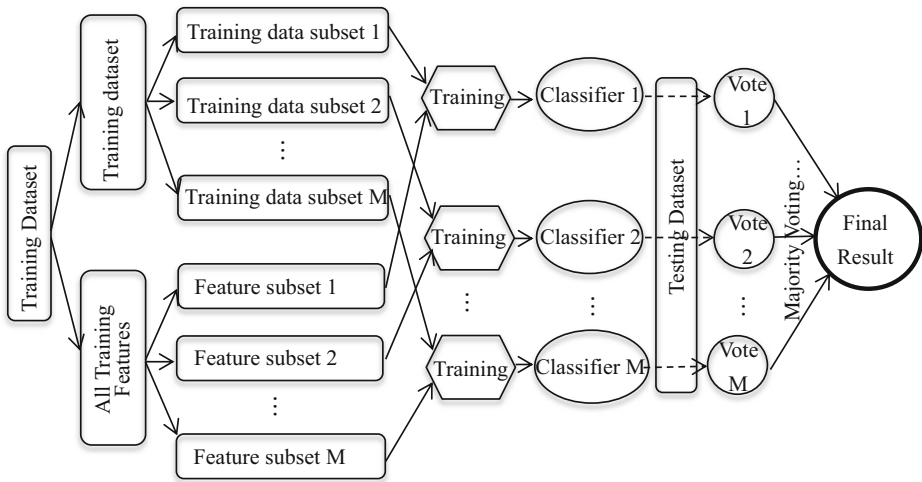 Training Dataset
Training dataset
All Training
Features
Training data subset 1
Training data subset 2
...
Training data subset M
Feature subset 1
Feature subset 2
...
Feature subset M
Training
Training
...
Training
Classifier 1
Classifier 2
...
Classifier M
Testing Dataset
Vote
1
Vote
2
...
Vote
M
Majority Voting...
Final
Result